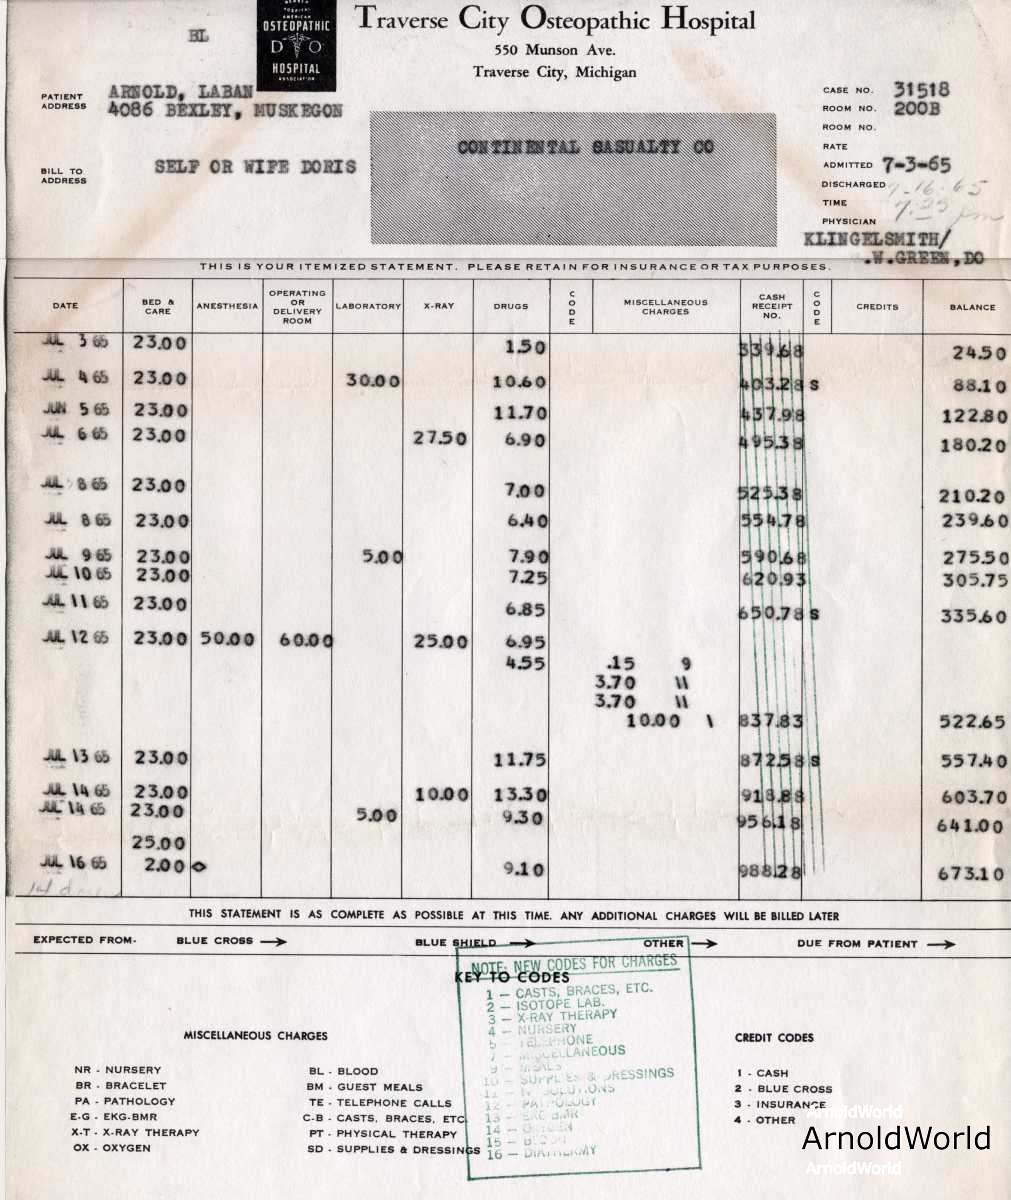 BL
MEMBER
HOSPITAL
AMERICAN
OSTEOPATHIC
D O
HOSPITAL
ASSOCIATION
Traverse City Osteopathic Hospital
550 Munson Ave.
Traverse City, Michigan
PATIENT ADDRESS
ARNOLD, LABAN
4086 BEXLEY, MUSKEGON
BILL TO ADDRESS
SELF OR WIFE DORIS
CONTINENTAL CASUALTY CO
CASE NO. 31518
ROOM NO. 200B
ROOM NO.
RATE
ADMITTED 7-3-65
DISCHARGED 7-16-65
TIME 7:25 pm
PHYSICIAN
KLINGELSMITH/
.W.GREEN,DO
THIS IS YOUR ITEMIZED STATEMENT. PLEASE RETAIN FOR INSURANCE OR TAX PURPOSES.
DATE BED & CARE ANESTHESIA OPERATING OR DELIVERY ROOM LABORATORY X-RAY DRUGS CODE MISCELLANEOUS CHARGES CASH RECEIPT NO. CODE CREDITS BALANCE
JUL 3 65 23.00 1.50 339.68 24.50
JUL 4 65 23.00 30.00 10.60 403.28 S 88.10
JUN 5 65 23.00 11.70 437.98 122.80
JUL 6 65 23.00 27.50 6.90 495.38 180.20
JUL 8 65 23.00 7.00 525.38 210.20
JUL 8 65 23.00 6.40 554.78 239.60
JUL 9 65 23.00 5.00 7.90 590.68 275.50
JUL 10 65 23.00 7.25 620.93 305.75
JUL 11 65 23.00 6.85 650.78 S 335.60
JUL 12 65 23.00 50.00 60.00 25.00 6.95
4.55 .15 9
3.70 11
3.70 11
10.00 1 837.83 522.65
JUL 13 65 23.00 11.75 872.58 S 557.40
JUL 14 65 23.00 10.00 13.30 918.88 603.70
JUL 14 65 23.00 5.00 9.30 956.18 641.00
25.00
JUL 16 65 2.00 9.10 988.28 673.10
14 days
THIS STATEMENT IS AS COMPLETE AS POSSIBLE AT THIS TIME. ANY ADDITIONAL CHARGES WILL BE BILLED LATER
EXPECTED FROM- BLUE CROSS → BLUE SHIELD → OTHER → DUE FROM PATIENT →
KEY TO CODES
NOTE: NEW CODES FOR CHARGES
1 — CASTS, BRACES, ETC.
2 — ISOTOPE LAB.
3 — X-RAY THERAPY
4 — NURSERY
5 — TELEPHONE
7 — MISCELLANEOUS
9 — MEALS
10 — SUPPLIES & DRESSINGS
11 — IV SOLUTIONS
12 — PATHOLOGY
13 — EKG BMR
14 — OXYGEN
15 — BLOOD
16 — DIATHERMY
MISCELLANEOUS CHARGES
NR - NURSERY
BR - BRACELET
PA - PATHOLOGY
E-G - EKG-BMR
X-T - X-RAY THERAPY
OX - OXYGEN
BL - BLOOD
BM - GUEST MEALS
TE - TELEPHONE CALLS
C-B - CASTS, BRACES, ETC.
PT - PHYSICAL THERAPY
SD - SUPPLIES & DRESSINGS
CREDIT CODES
1 - CASH
2 - BLUE CROSS
3 - INSURANCE
4 - OTHER
ArnoldWorld
ArnoldWorld
ArnoldWorld